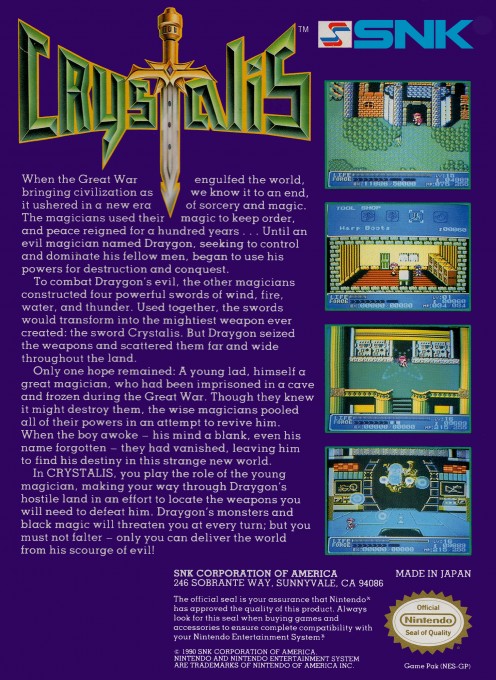 CRYSTALIS™
SNK
When the Great War engulfed the world,
bringing civilization as we know it to an end,
it ushered in a new era of sorcery and magic.
The magicians used their magic to keep order,
and peace reigned for a hundred years . . . Until an
evil magician named Draygon, seeking to control
and dominate his fellow men, began to use his
powers for destruction and conquest.
To combat Draygon's evil, the other magicians
constructed four powerful swords of wind, fire,
water, and thunder. Used together, the swords
would transform into the mightiest weapon ever
created: the sword Crystalis. But Draygon seized
the weapons and scattered them far and wide
throughout the land.
Only one hope remained: A young lad, himself a
great magician, who had been imprisoned in a cave
and frozen during the Great War. Though they knew
it might destroy them, the wise magicians pooled
all of their powers in an attempt to revive him.
When the boy awoke – his mind a blank, even his
name forgotten – they had vanished, leaving him
to find his destiny in this strange new world.
In CRYSTALIS, you play the role of the young
magician, making your way through Draygon's
hostile land in an effort to locate the weapons you
will need to defeat him. Draygon's monsters and
black magic will threaten you at every turn; but you
must not falter – only you can deliver the world
from his scourge of evil!
LIFE
FORCE
TOOL SHOP
Warp Boots
LIFE
FORCE
LIFE
FORCE
LIFE
FORCE
SNK CORPORATION OF AMERICA
246 SOBRANTE WAY, SUNNYVALE, CA 94086
MADE IN JAPAN
The official seal is your assurance that Nintendo®
has approved the quality of this product. Always
look for this seal when buying games and
accessories to ensure complete compatibility with
your Nintendo Entertainment System®.
© 1990 SNK CORPORATION OF AMERICA.
NINTENDO AND NINTENDO ENTERTAINMENT SYSTEM
ARE TRADEMARKS OF NINTENDO OF AMERICA INC.
Official
Nintendo
Seal of Quality
Game Pak (NES-GP)